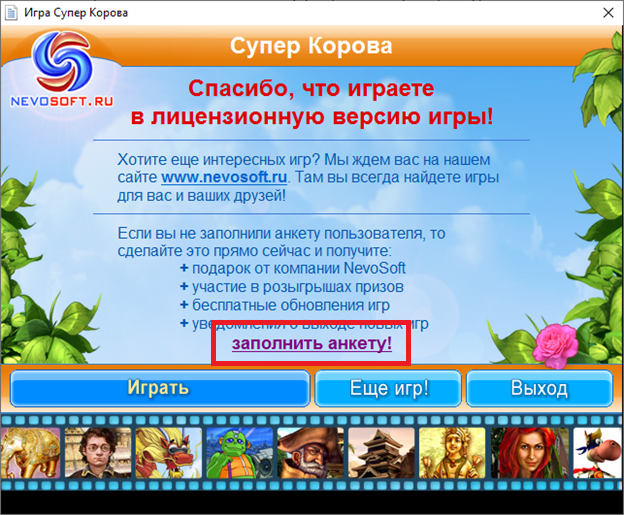 Игра Супер Корова
Супер Корова
NEVOSOFT.RU
Спасибо, что играете
в лицензионную версию игры!
Хотите еще интересных игр? Мы ждем вас на нашем
сайте www.nevosoft.ru. Там вы всегда найдете игры
для вас и ваших друзей!
Если вы не заполнили анкету пользователя, то
сделайте это прямо сейчас и получите:
+ подарок от компании NevoSoft
+ участие в розыгрышах призов
+ бесплатные обновления игр
+ уведомления о выходе новых игр
заполнить анкету!
Играть
Еще игр!
Выход